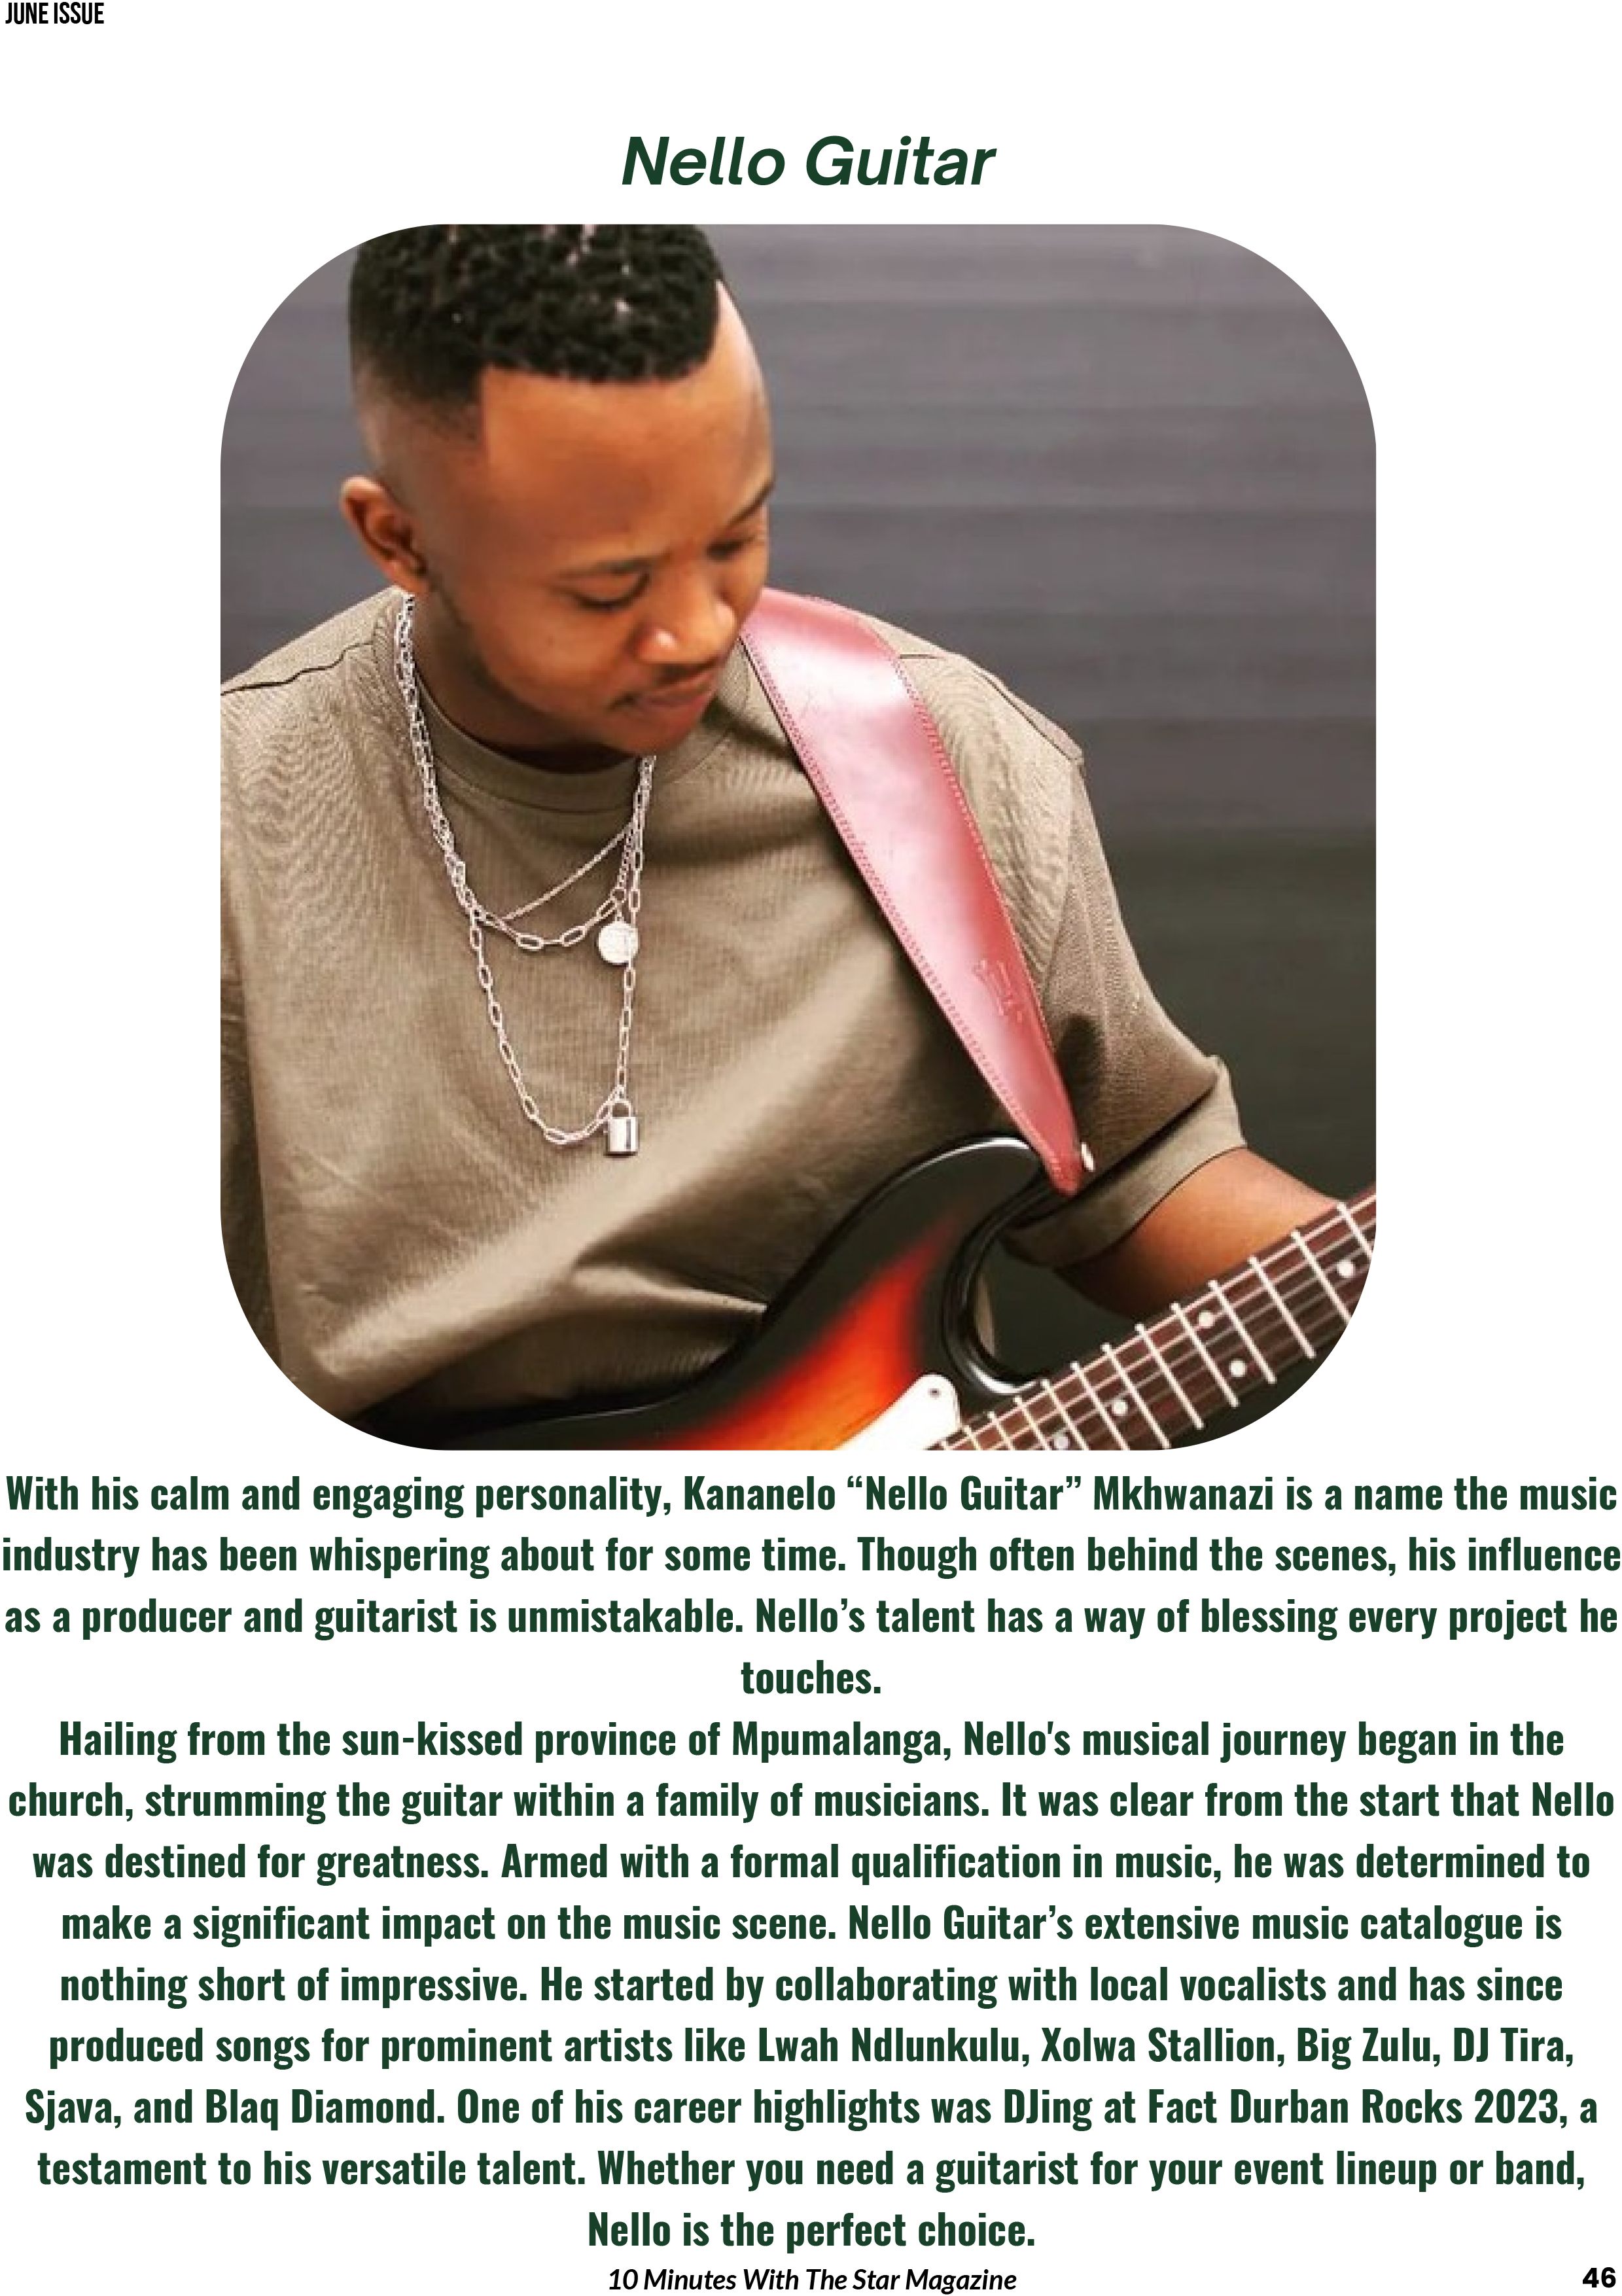 JUNE ISSUE
Nello Guitar
With his calm and engaging personality, Kananelo “Nello Guitar” Mkhwanazi is a name the music
industry has been whispering about for some time. Though often behind the scenes, his influence
as a producer and guitarist is unmistakable. Nello’s talent has a way of blessing every project he
touches.
Hailing from the sun-kissed province of Mpumalanga, Nello's musical journey began in the
church, strumming the guitar within a family of musicians. It was clear from the start that Nello
was destined for greatness. Armed with a formal qualification in music, he was determined to
make a significant impact on the music scene. Nello Guitar’s extensive music catalogue is
nothing short of impressive. He started by collaborating with local vocalists and has since
produced songs for prominent artists like Lwah Ndlunkulu, Xolwa Stallion, Big Zulu, DJ Tira,
Sjava, and Blaq Diamond. One of his career highlights was DJing at Fact Durban Rocks 2023, a
testament to his versatile talent. Whether you need a guitarist for your event lineup or band,
Nello is the perfect choice.
10 Minutes With The Star Magazine
46